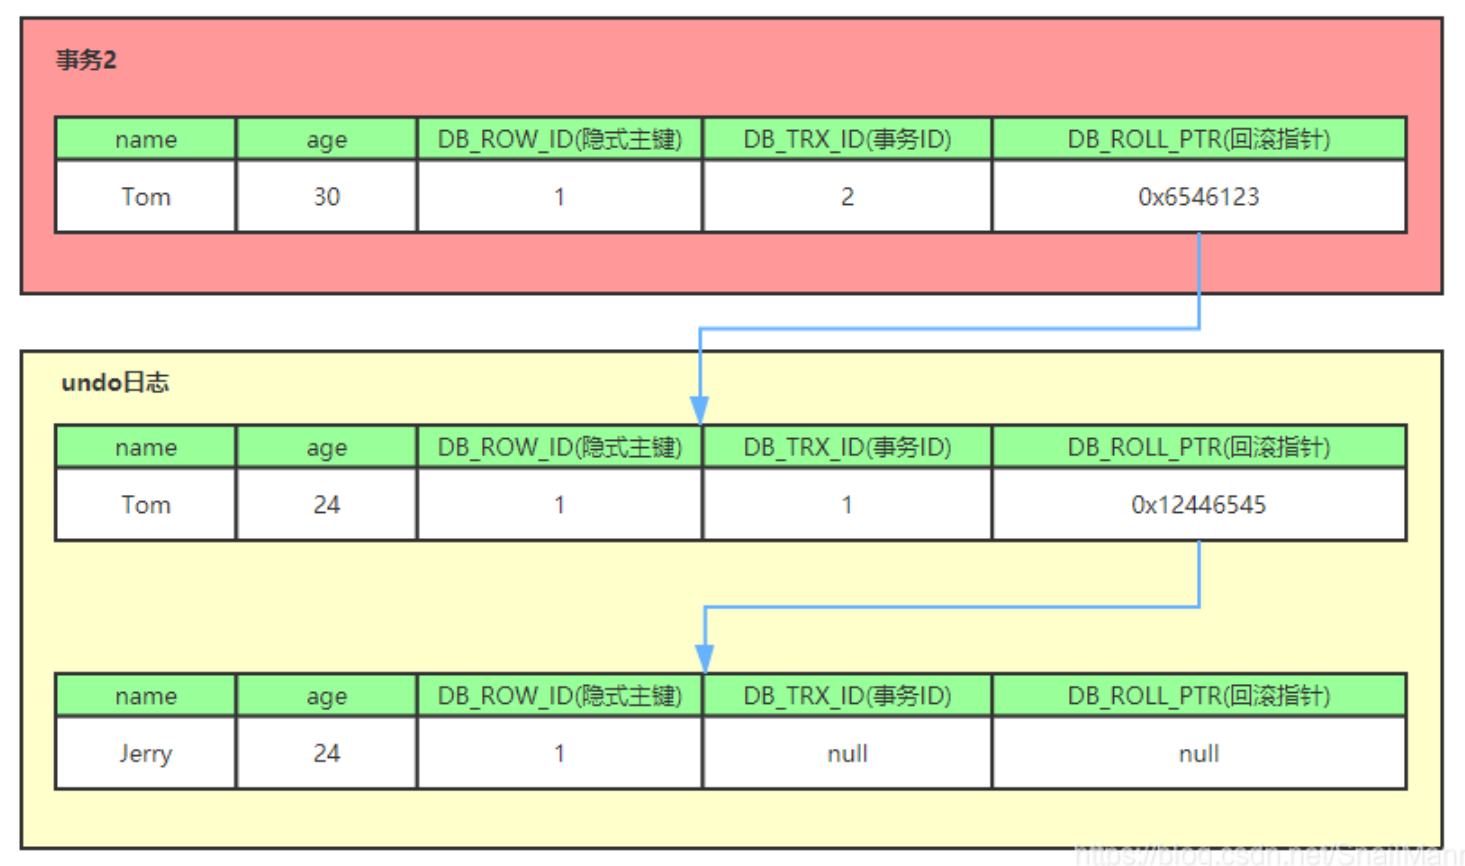 事务2
name age DB_ROW_ID(隐式主键) DB_TRX_ID(事务ID) DB_ROLL_PTR(回滚指针)
Tom 30 1 2 0x6546123
undo日志
name age DB_ROW_ID(隐式主键) DB_TRX_ID(事务ID) DB_ROLL_PTR(回滚指针)
Tom 24 1 1 0x12446545
name age DB_ROW_ID(隐式主键) DB_TRX_ID(事务ID) DB_ROLL_PTR(回滚指针)
Jerry 24 1 null null
https://blog.csdn.net/SnailMann